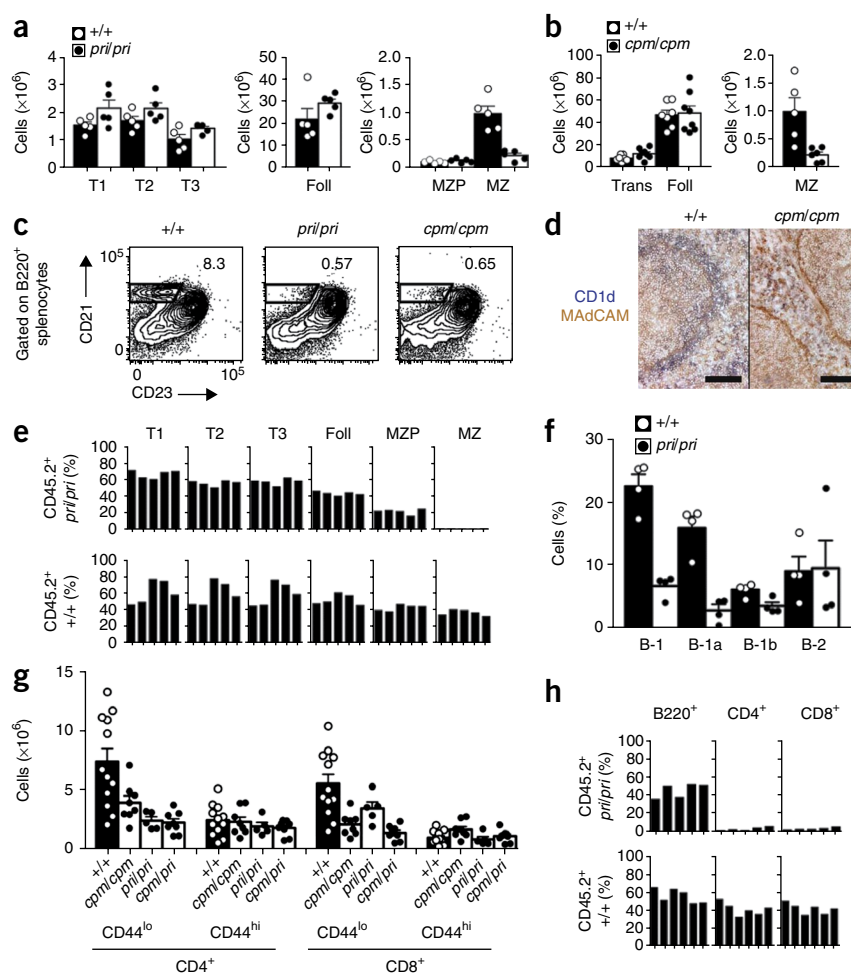 a
+/+
pri/pri
Cells (×10⁶)
4
3
2
1
0
T1 T2 T3
Cells (×10⁶)
50
40
30
20
10
0
Foll
Cells (×10⁶)
2.0
1.5
1.0
0.5
0
MZP MZ
b
+/+
cpm/cpm
Cells (×10⁶)
100
80
60
40
20
0
Trans Foll
Cells (×10⁶)
2.0
1.5
1.0
0.5
0
MZ
c
+/+ pri/pri cpm/cpm
Gated on B220⁺
splenocytes
CD21
10⁵
0
8.3 0.57 0.65
0 10⁵
CD23
d
+/+ cpm/cpm
CD1d
MAdCAM
e
T1 T2 T3 Foll MZP MZ
CD45.2⁺
pri/pri (%)
100
80
60
40
20
0
CD45.2⁺
+/+ (%)
100
80
60
40
20
0
f
+/+
pri/pri
Cells (%)
30
20
10
0
B-1 B-1a B-1b B-2
g
Cells (×10⁶)
15
10
5
0
+/+ cpm/cpm pri/pri cpm/pri +/+ cpm/cpm pri/pri cpm/pri +/+ cpm/cpm pri/pri cpm/pri +/+ cpm/cpm pri/pri cpm/pri
CD44ˡᵒ CD44ʰⁱ CD44ˡᵒ CD44ʰⁱ
CD4⁺ CD8⁺
h
B220⁺ CD4⁺ CD8⁺
CD45.2⁺
pri/pri (%)
100
80
60
40
20
0
CD45.2⁺
+/+ (%)
100
80
60
40
20
0